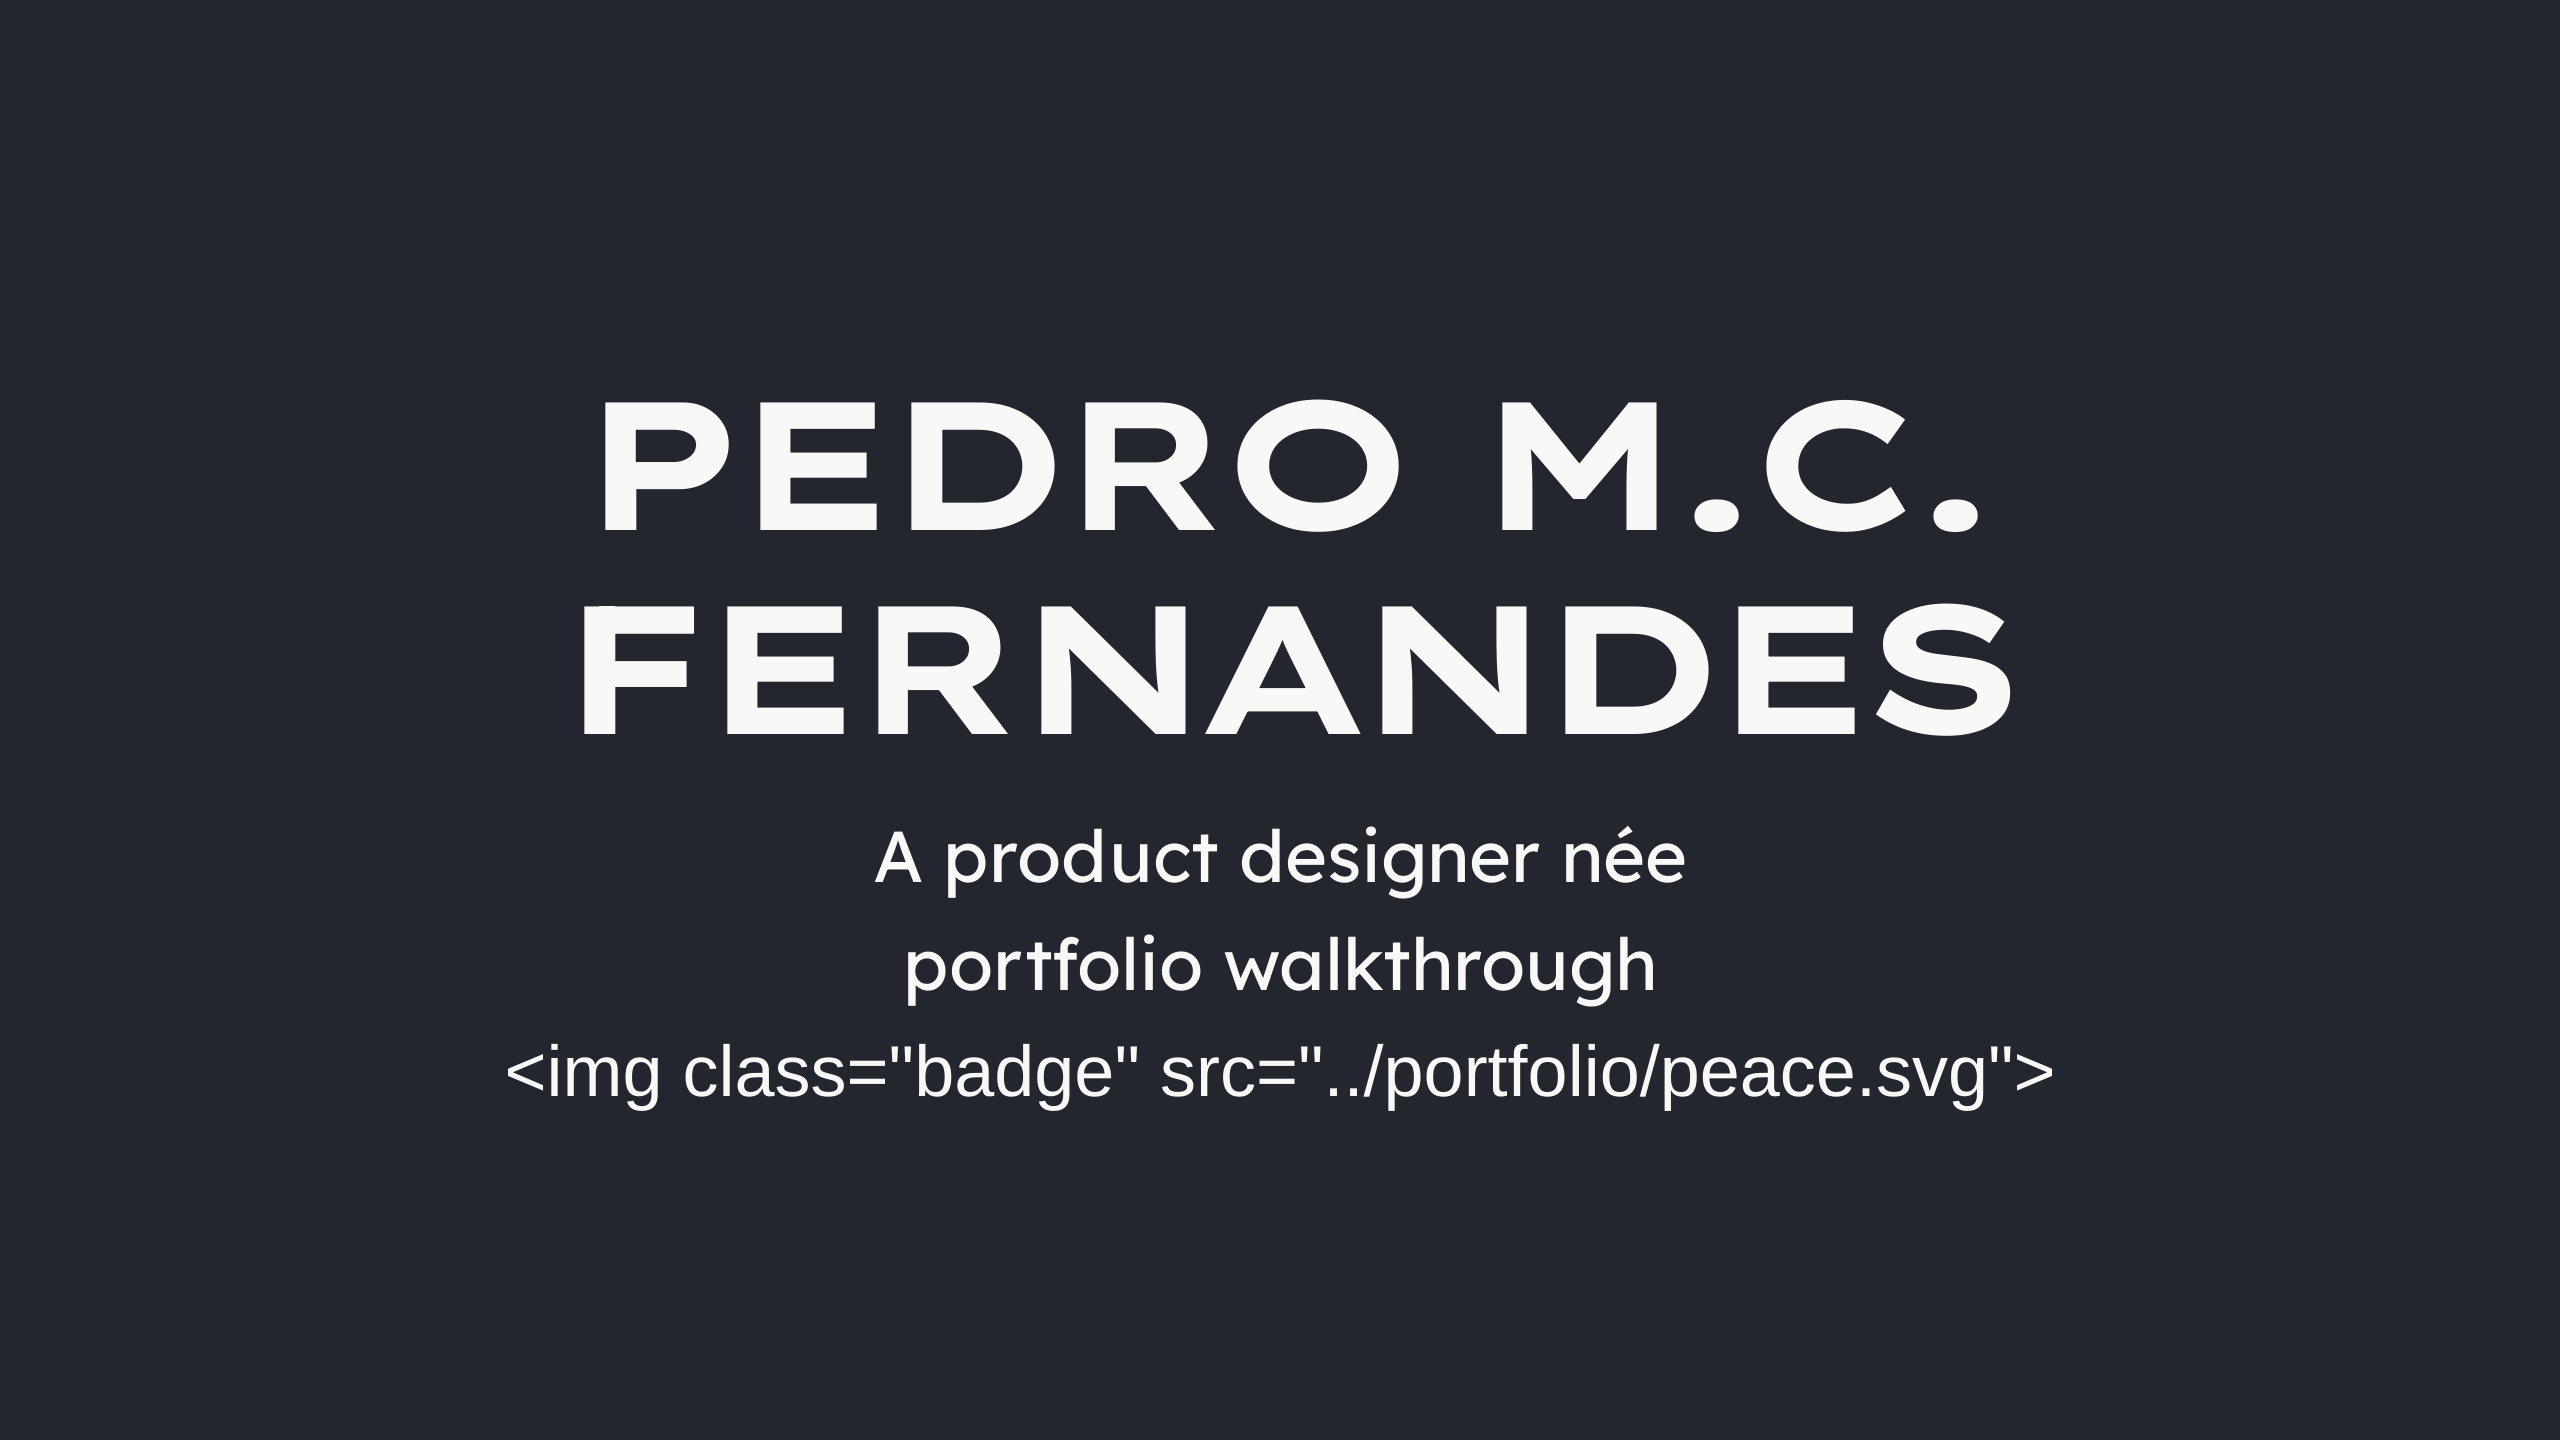 PEDRO M.C.
FERNANDES
A product designer née
portfolio walkthrough
<img class="badge" src="../portfolio/peace.svg">